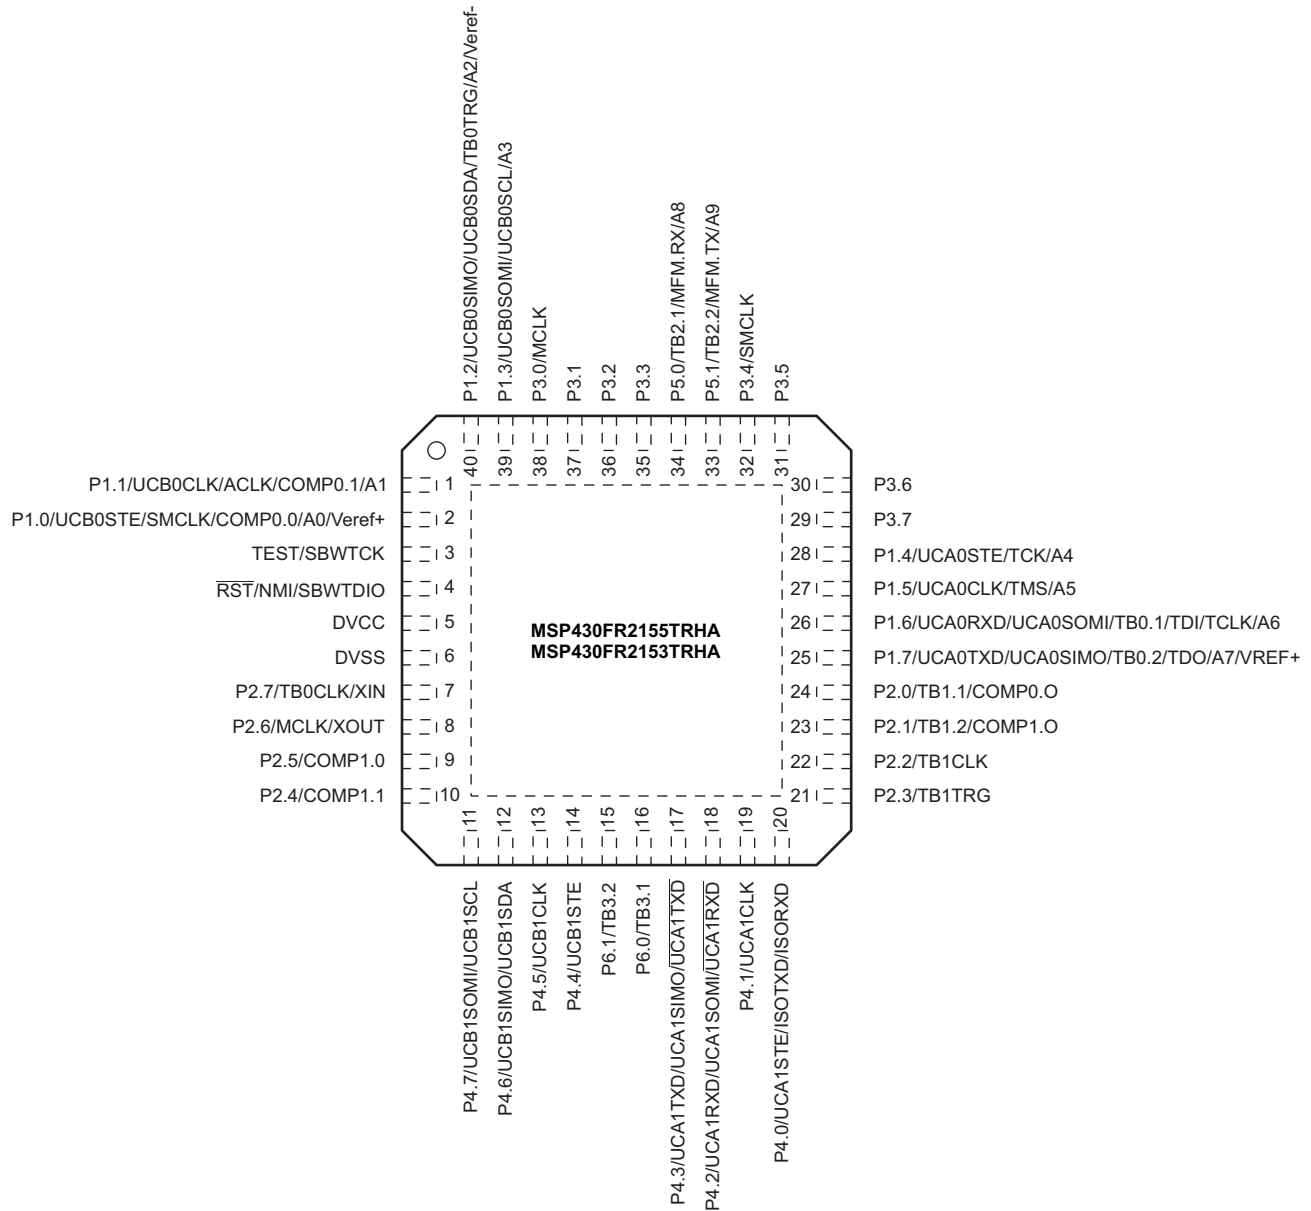 P1.2/UCB0SIMO/UCB0SDA/TB0TRG/A2/Veref-
P1.3/UCB0SOMI/UCB0SCL/A3
P3.0/MCLK
P3.1
P3.2
P3.3
P5.0/TB2.1/MFM.RX/A8
P5.1/TB2.2/MFM.TX/A9
P3.4/SMCLK
P3.5
40
39
38
37
36
35
34
33
32
31
P1.1/UCB0CLK/ACLK/COMP0.1/A1 1
P1.0/UCB0STE/SMCLK/COMP0.0/A0/Veref+ 2
TEST/SBWTCK 3
R̅S̅T̅/NMI/SBWTDIO 4
DVCC 5
DVSS 6
P2.7/TB0CLK/XIN 7
P2.6/MCLK/XOUT 8
P2.5/COMP1.0 9
P2.4/COMP1.1 10
MSP430FR2155TRHA
MSP430FR2153TRHA
30 P3.6
29 P3.7
28 P1.4/UCA0STE/TCK/A4
27 P1.5/UCA0CLK/TMS/A5
26 P1.6/UCA0RXD/UCA0SOMI/TB0.1/TDI/TCLK/A6
25 P1.7/UCA0TXD/UCA0SIMO/TB0.2/TDO/A7/VREF+
24 P2.0/TB1.1/COMP0.O
23 P2.1/TB1.2/COMP1.O
22 P2.2/TB1CLK
21 P2.3/TB1TRG
11
12
13
14
15
16
17
18
19
20
P4.7/UCB1SOMI/UCB1SCL
P4.6/UCB1SIMO/UCB1SDA
P4.5/UCB1CLK
P4.4/UCB1STE
P6.1/TB3.2
P6.0/TB3.1
P4.3/UCA1TXD/UCA1SIMO/U̅C̅A̅1̅T̅X̅D̅
P4.2/UCA1RXD/UCA1SOMI/U̅C̅A̅1̅R̅X̅D̅
P4.1/UCA1CLK
P4.0/UCA1STE/ISOTXD/ISORXD